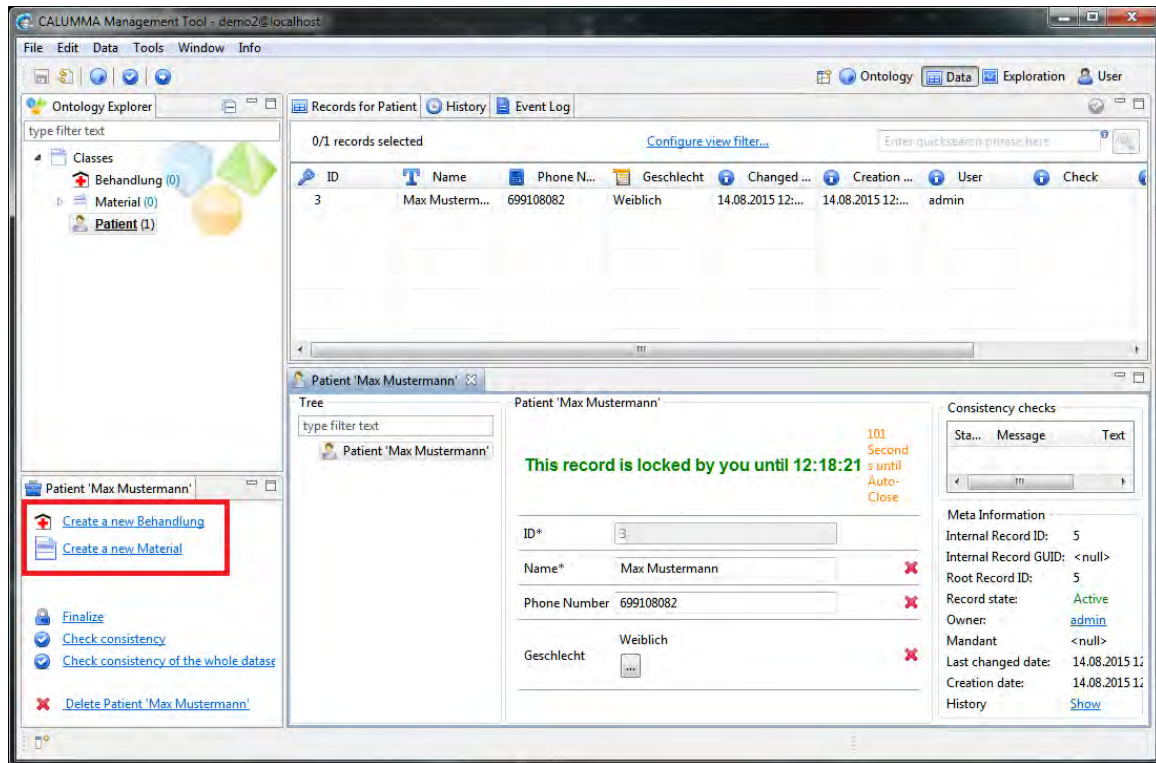 CALUMMA Management Tool - demo2@localhost
File Edit Data Tools Window Info
Ontology Data Exploration User
Ontology Explorer
type filter text
Classes
Behandlung (0)
Material (0)
Patient (1)
Records for Patient History Event Log
0/1 records selected Configure view filter... Enter quicksearch phrase here
ID Name Phone N... Geschlecht Changed ... Creation ... User Check
3 Max Musterm... 699108082 Weiblich 14.08.2015 12:... 14.08.2015 12:... admin
Patient 'Max Mustermann'
Create a new Behandlung
Create a new Material
Finalize
Check consistency
Check consistency of the whole datase
Delete Patient 'Max Mustermann'
Patient 'Max Mustermann'
Tree
type filter text
Patient 'Max Mustermann'
Patient 'Max Mustermann'
This record is locked by you until 12:18:21
101
Second
s until
Auto-
Close
ID* 3
Name* Max Mustermann
Phone Number 699108082
Geschlecht Weiblich
...
Consistency checks
Sta... Message Text
Meta Information
Internal Record ID: 5
Internal Record GUID: <null>
Root Record ID: 5
Record state: Active
Owner: admin
Mandant <null>
Last changed date: 14.08.2015 12
Creation date: 14.08.2015 12
History Show